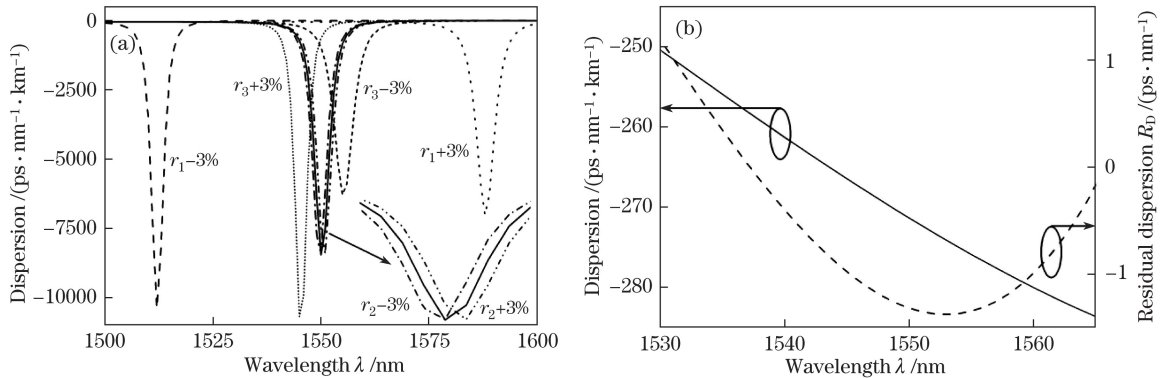 (a)
Dispersion /(ps · nm⁻¹ · km⁻¹)
0
−2500
−5000
−7500
−10000
r₃+3%
r₃−3%
r₁−3%
r₁+3%
r₂−3%
r₂+3%
1500
1525
1550
1575
1600
Wavelength λ /nm
(b)
Dispersion /(ps · nm⁻¹ · km⁻¹)
−250
−260
−270
−280
1530
1540
1550
1560
Wavelength λ /nm
1
0
−1
Residual dispersion R_D /(ps · nm⁻¹ · km⁻¹)